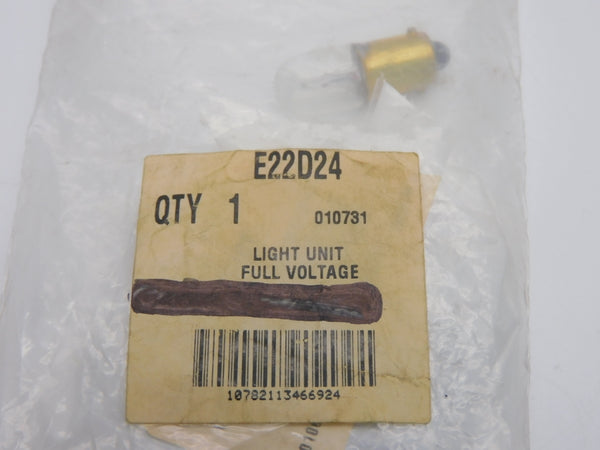 E22D24
QTY 1 010731
LIGHT UNIT
FULL VOLTAGE
10782113466924